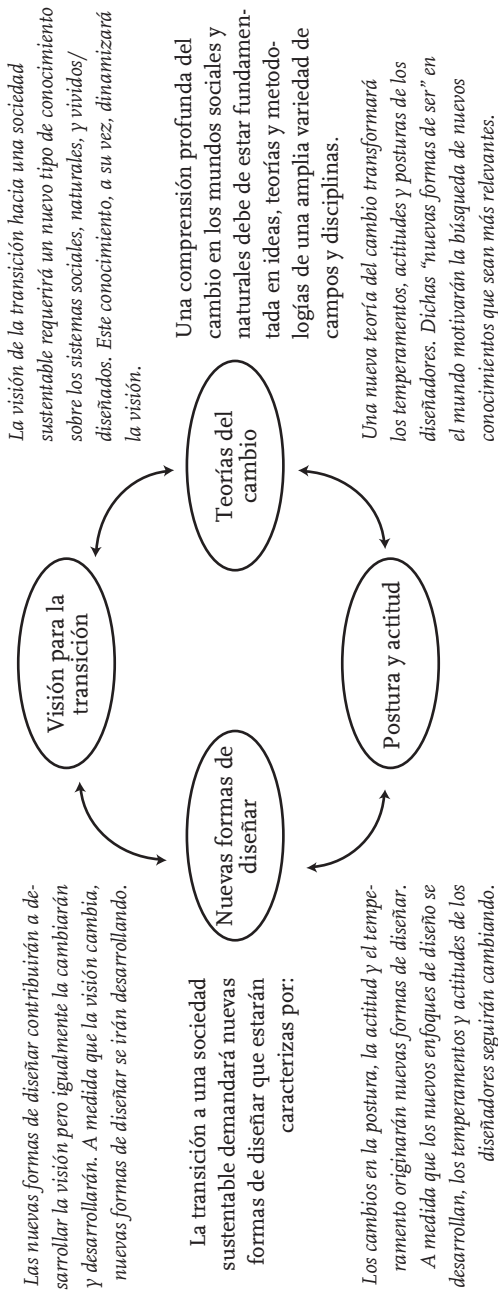 Las nuevas formas de diseñar contribuirán a de-
sarrollar la visión pero igualmente la cambiarán
y desarrollarán. A medida que la visión cambia,
nuevas formas de diseñar se irán desarrollando.
La visión de la transición hacia una sociedad
sustentable requerirá un nuevo tipo de conocimiento
sobre los sistemas sociales, naturales, y vividos/
diseñados. Este conocimiento, a su vez, dinamizará
la visión.
Visión para la
transición
La transición a una sociedad
sustentable demandará nuevas
formas de diseñar que estarán
caracterizas por:
Nuevas formas de
diseñar
Teorías del
cambio
Una comprensión profunda del
cambio en los mundos sociales y
naturales debe de estar fundamen-
tada en ideas, teorías y metodo-
logías de una amplia variedad de
campos y disciplinas.
Postura y actitud
Los cambios en la postura, la actitud y el tempe-
ramento originarán nuevas formas de diseñar.
A medida que los nuevos enfoques de diseño se
desarrollan, los temperamentos y actitudes de los
diseñadores seguirán cambiando.
Una nueva teoría del cambio transformará
los temperamentos, actitudes y posturas de los
diseñadores. Dichas “nuevas formas de ser” en
el mundo motivarán la búsqueda de nuevos
conocimientos que sean más relevantes.